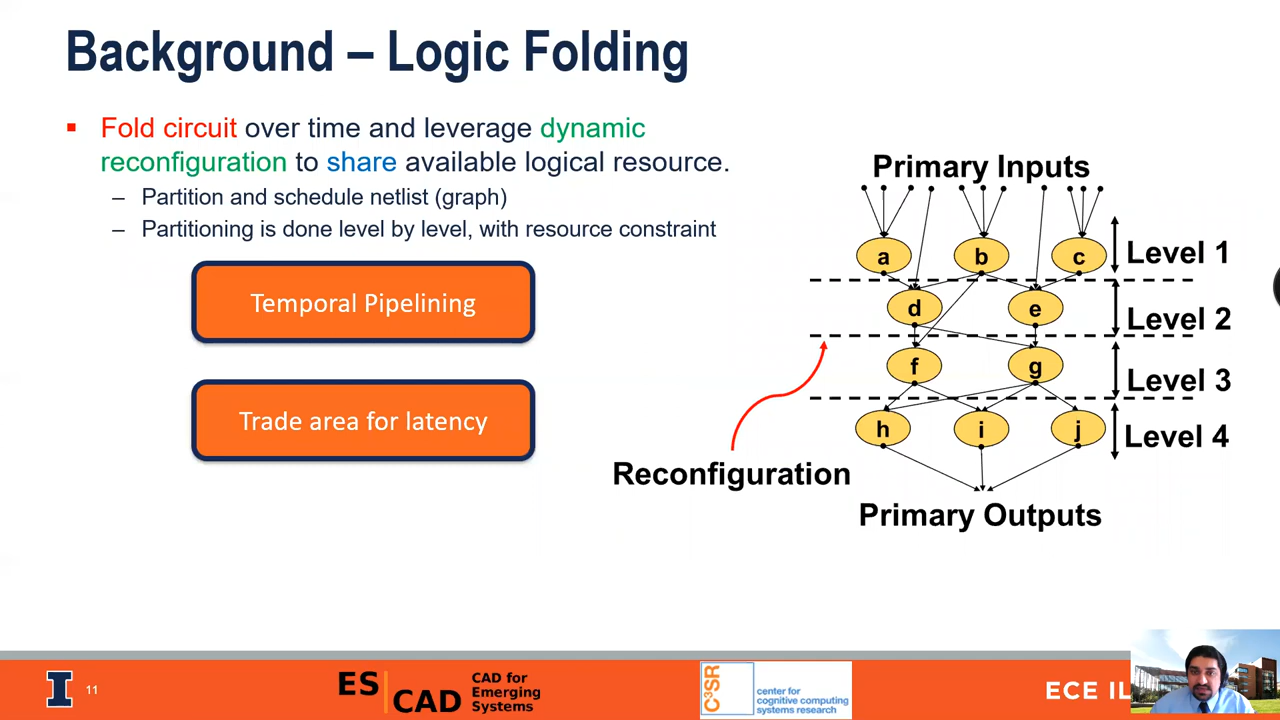 Background – Logic Folding
▪ Fold circuit over time and leverage dynamic
reconfiguration to share available logical resource.
– Partition and schedule netlist (graph)
– Partitioning is done level by level, with resource constraint
Temporal Pipelining
Trade area for latency
Primary Inputs
a b c Level 1
d e Level 2
f g Level 3
h i j Level 4
Reconfiguration
Primary Outputs
I
11
ES CAD
CAD for
Emerging
Systems
C³SR
center for
cognitive computing
systems research
ECE IL